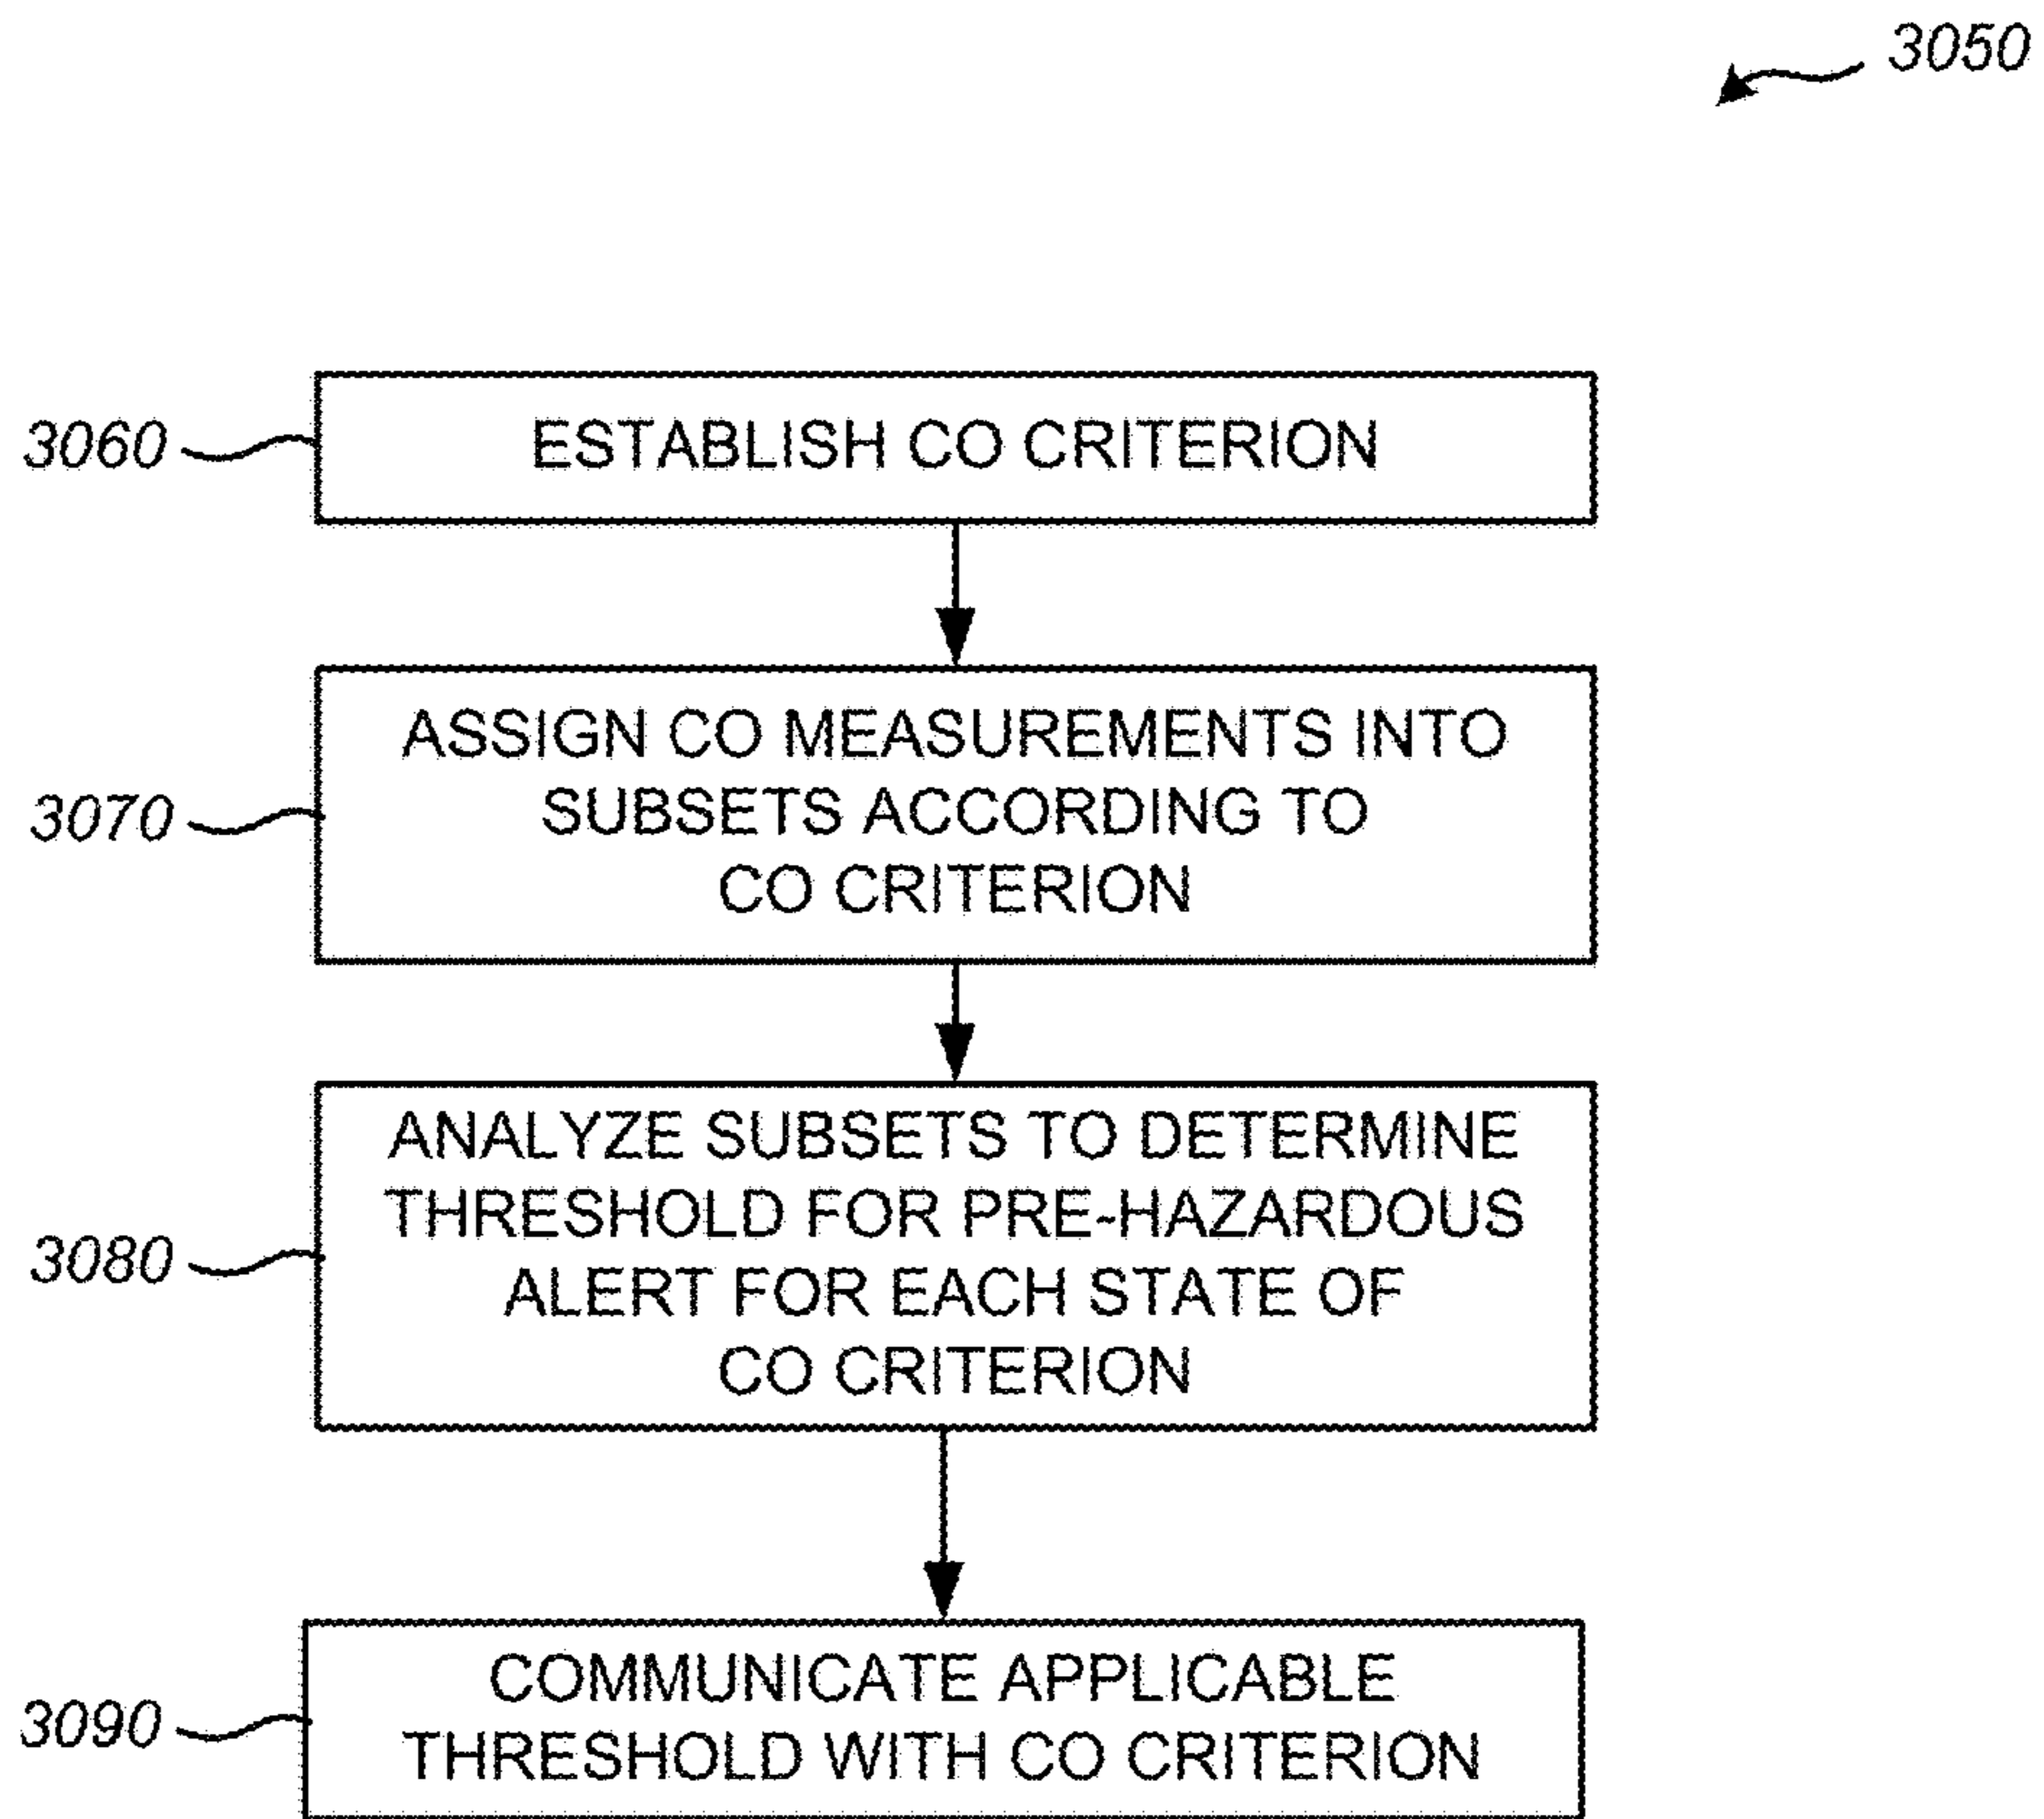 3050
3060
ESTABLISH CO CRITERION
3070
ASSIGN CO MEASUREMENTS INTO
SUBSETS ACCORDING TO
CO CRITERION
3080
ANALYZE SUBSETS TO DETERMINE
THRESHOLD FOR PRE-HAZARDOUS
ALERT FOR EACH STATE OF
CO CRITERION
3090
COMMUNICATE APPLICABLE
THRESHOLD WITH CO CRITERION